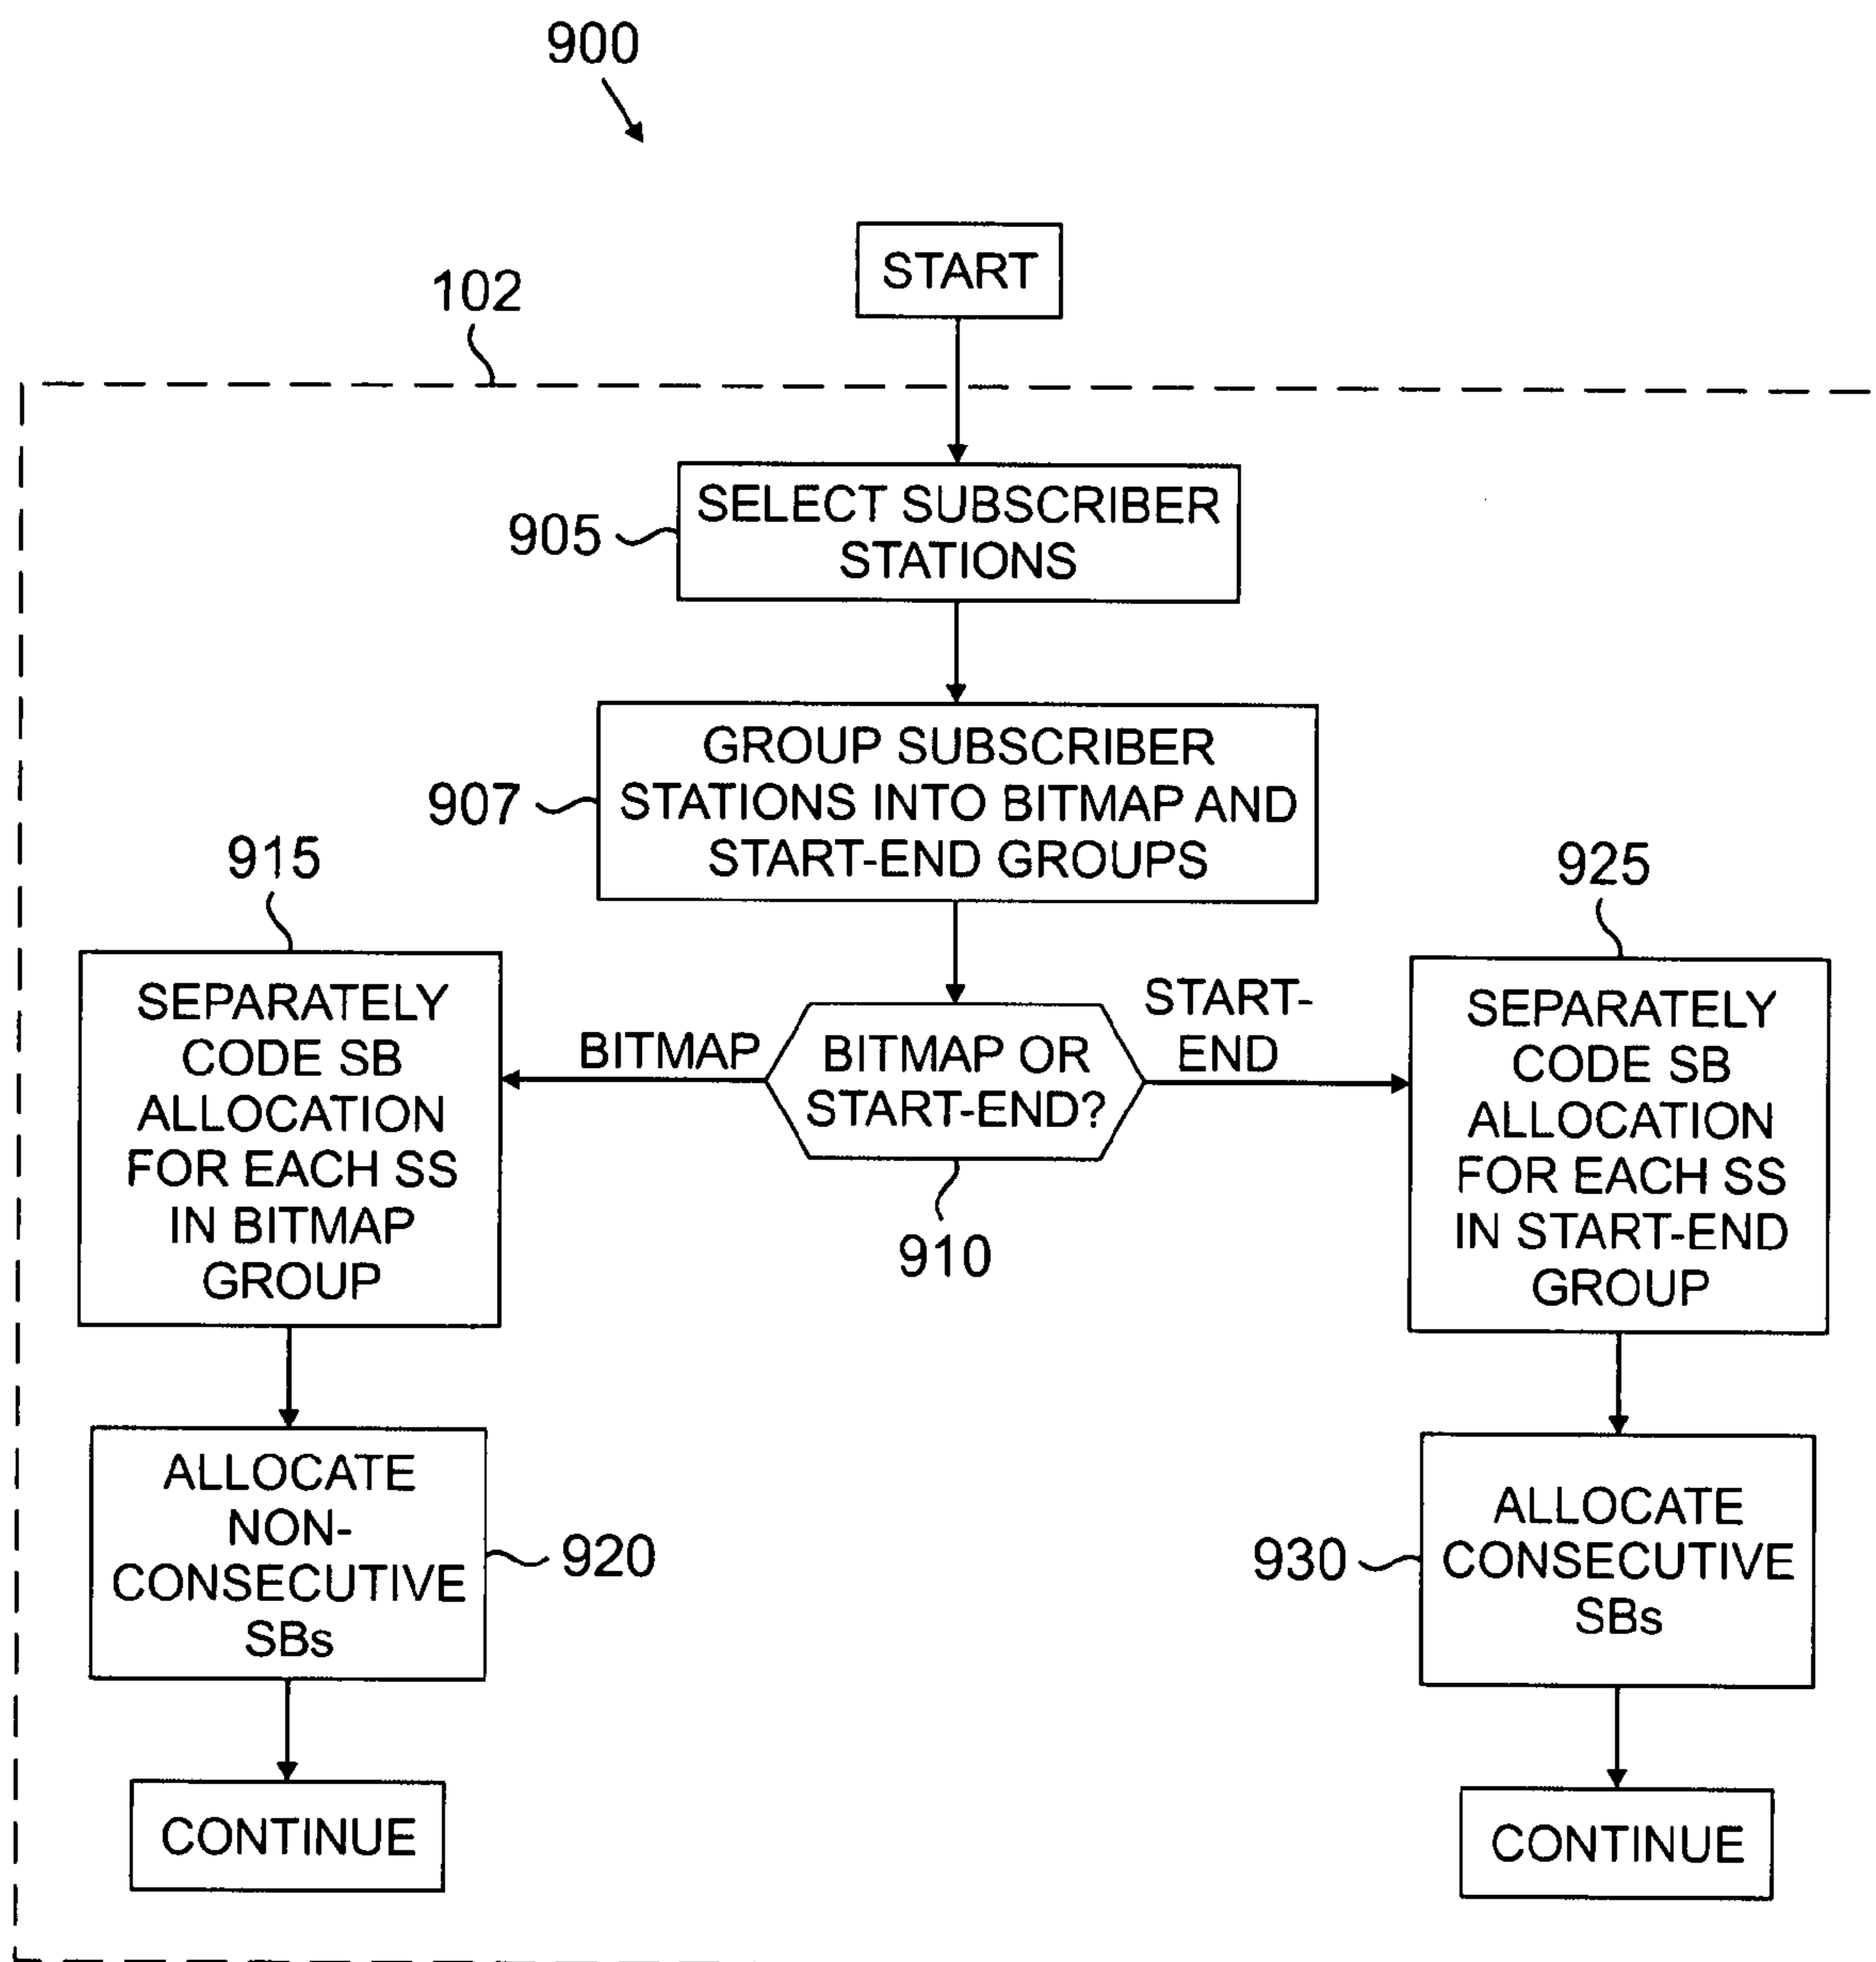 900
START
102
SELECT SUBSCRIBER
STATIONS
905
GROUP SUBSCRIBER
STATIONS INTO BITMAP AND
START-END GROUPS
907
915
925
SEPARATELY
CODE SB
ALLOCATION
FOR EACH SS
IN BITMAP
GROUP
BITMAP
BITMAP OR
START-END?
910
START-
END
SEPARATELY
CODE SB
ALLOCATION
FOR EACH SS
IN START-END
GROUP
ALLOCATE
NON-
CONSECUTIVE
SBs
920
930
ALLOCATE
CONSECUTIVE
SBs
CONTINUE
CONTINUE